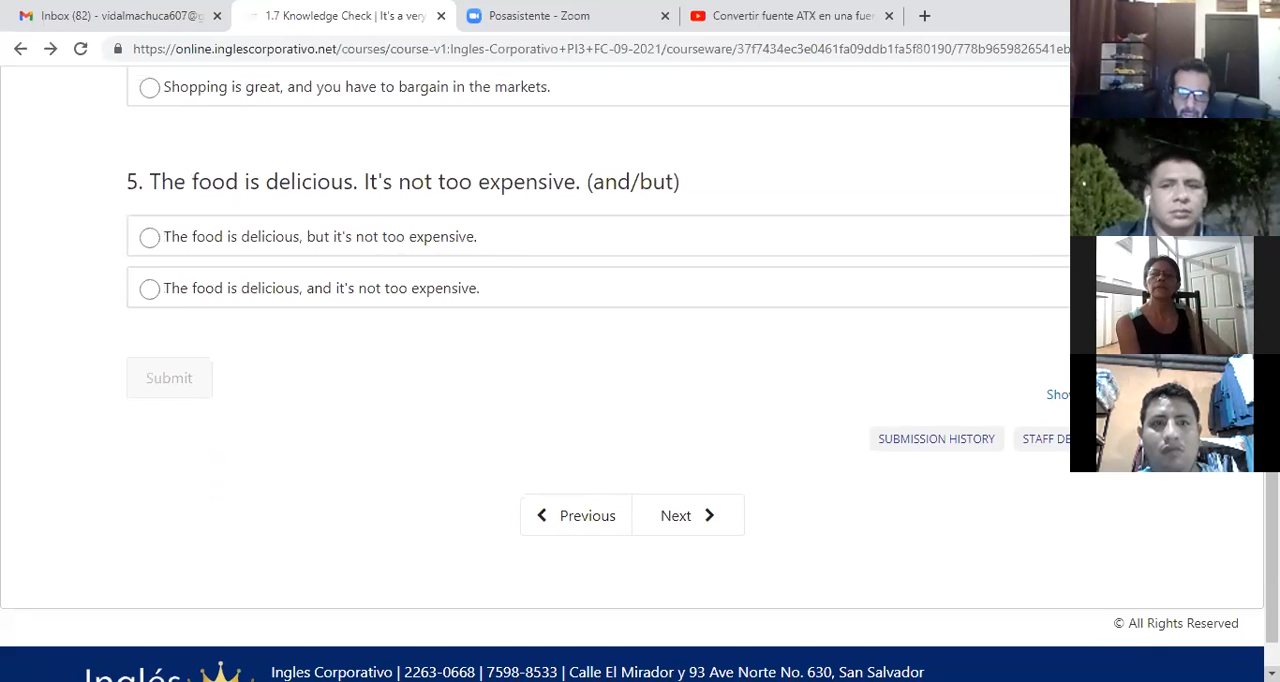 Inbox (82) - vidalmachuca607@g
1.7 Knowledge Check | It's a very
Posasistente - Zoom
Convertir fuente ATX en una fuen
https://online.inglescorporativo.net/courses/course-v1:Ingles-Corporativo+PI3+FC-09-2021/courseware/37f7434ec3e0461fa09ddb1fa5f80190/778b9659826541eb
Shopping is great, and you have to bargain in the markets.
5. The food is delicious. It's not too expensive. (and/but)
The food is delicious, but it's not too expensive.
The food is delicious, and it's not too expensive.
Submit
Sho
SUBMISSION HISTORY
STAFF DE
Previous
Next
© All Rights Reserved
Inglés
Ingles Corporativo | 2263-0668 | 7598-8533 | Calle El Mirador y 93 Ave Norte No. 630, San Salvador